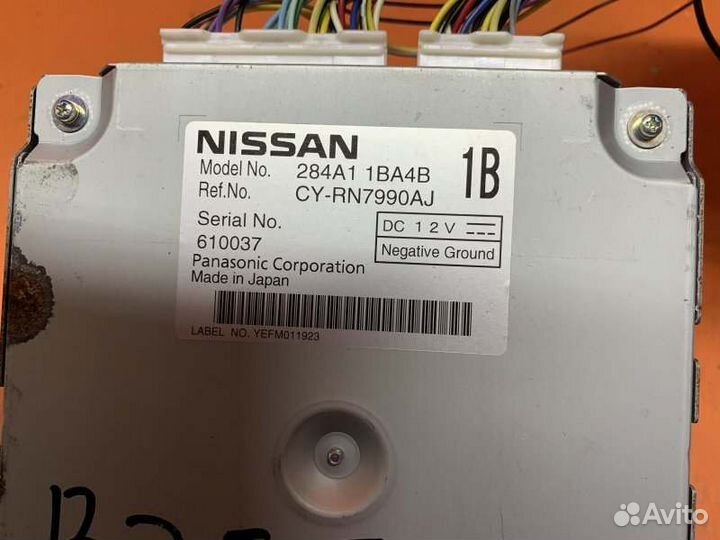 NISSAN
1B
Model No. 284A1 1BA4B
Ref.No. CY-RN7990AJ
Serial No.
610037
DC 12V
Negative Ground
Panasonic Corporation
Made in Japan
LABEL NO. YEFM011923
Avito